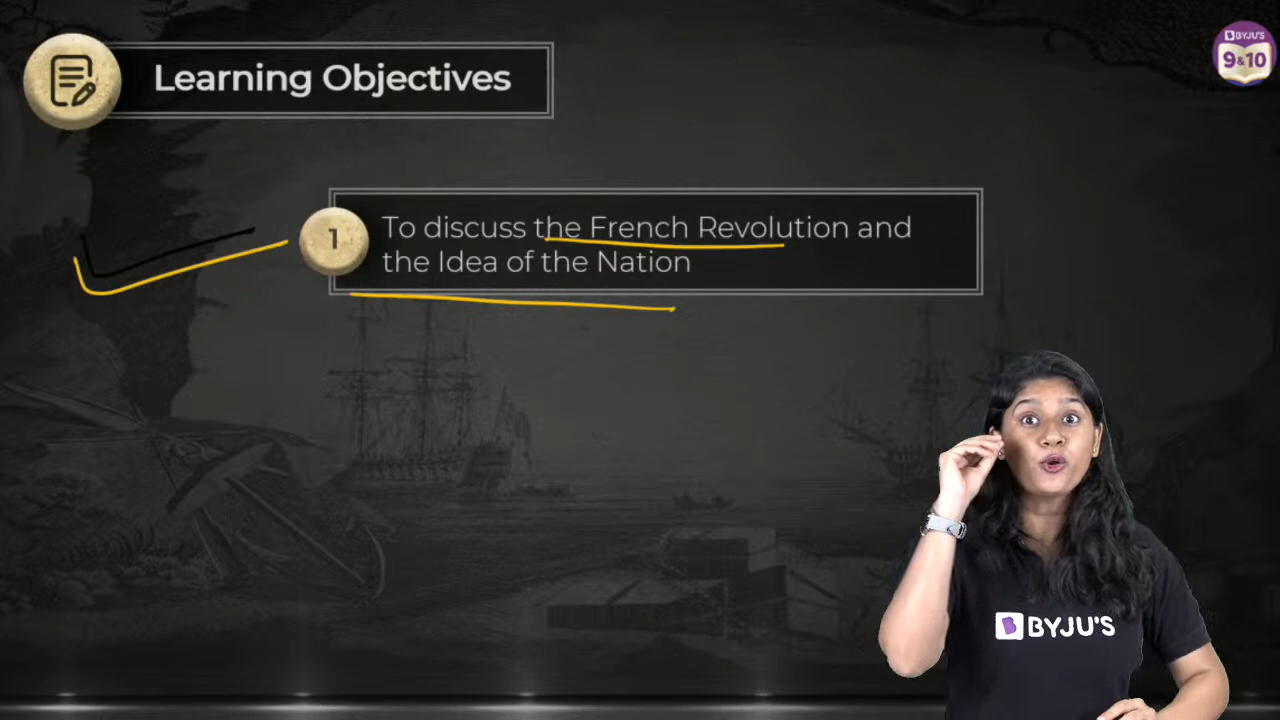 Learning Objectives
BYJU'S
9&10
1
To discuss the French Revolution and
the Idea of the Nation
B BYJU'S